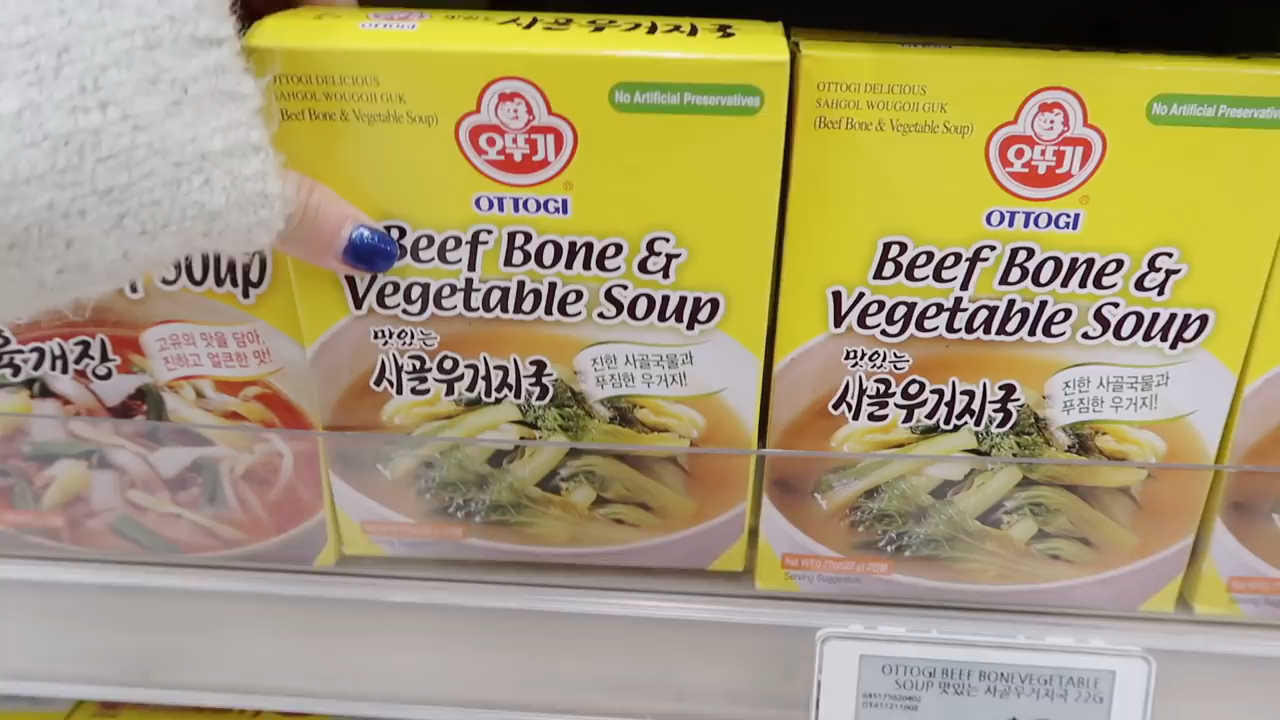 OTTOGI
맛있는 사골우거지국
OTTOGI DELICIOUS
SAHGOL WOUGOJI GUK
(Beef Bone & Vegetable Soup)
No Artificial Preservatives
오뚜기
OTTOGI
Beef Bone &
Vegetable Soup
맛있는
사골우거지국
진한 사골국물과
푸짐한 우거지!
OTTOGI DELICIOUS
SAHGOL WOUGOJI GUK
(Beef Bone & Vegetable Soup)
No Artificial Preservative
오뚜기
OTTOGI
Beef Bone &
Vegetable Soup
맛있는
사골우거지국
진한 사골국물과
푸짐한 우거지!
Serving Suggestion
Soup
육개장
고유의 맛을 담아,
진하고 얼큰한 맛!
OTTOGI BEEF BONEVEGETABLE
SOUP 맛있는 사골우거지국 22G